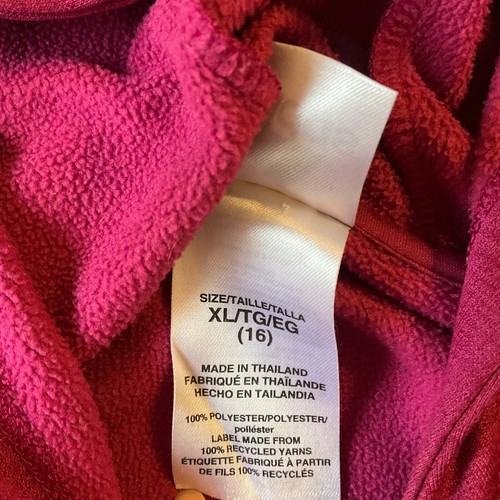 SIZE/TAILLE/TALLA
XL/TG/EG
(16)
MADE IN THAILAND
FABRIQUÉ EN THAÏLANDE
HECHO EN TAILANDIA
100% POLYESTER/POLYESTER/
poliéster
LABEL MADE FROM
100% RECYCLED YARNS
ÉTIQUETTE FABRIQUÉ À PARTIR
DE FILS 100% RECYCLÉS